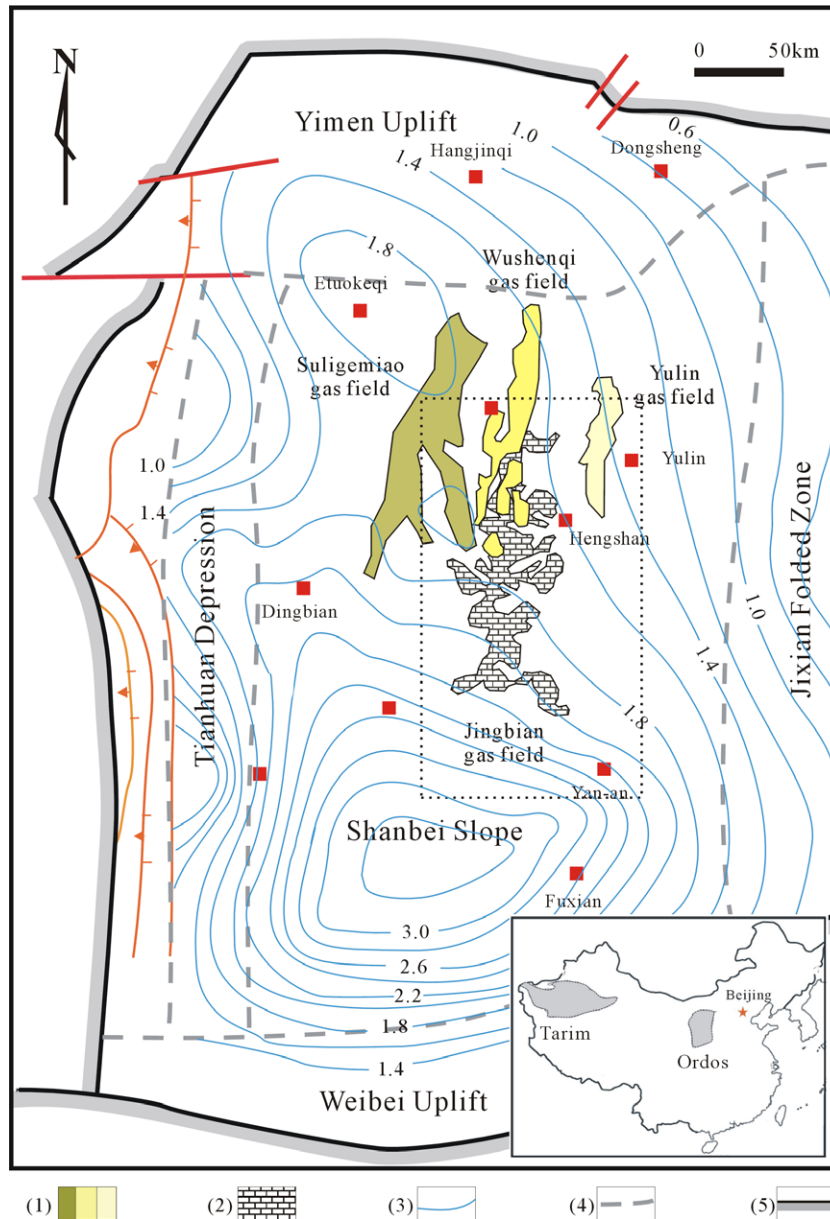 N
0 50km
Yimen Uplift
1.0
0.6
Hangjinqi
Dongsheng
1.4
1.8
Wushenqi
gas field
Etuokeqi
Suligemiao
gas field
Yulin
gas field
Yulin
1.0
1.4
Hengshan
Tianhuan Depression
Dingbian
Jixian Folded Zone
1.0
1.4
1.8
Jingbian
gas field
Yan-an
Shanbei Slope
Fuxian
3.0
2.6
2.2
1.8
1.4
Weibei Uplift
Beijing
Tarim
Ordos
(1) (2) (3) (4) (5)